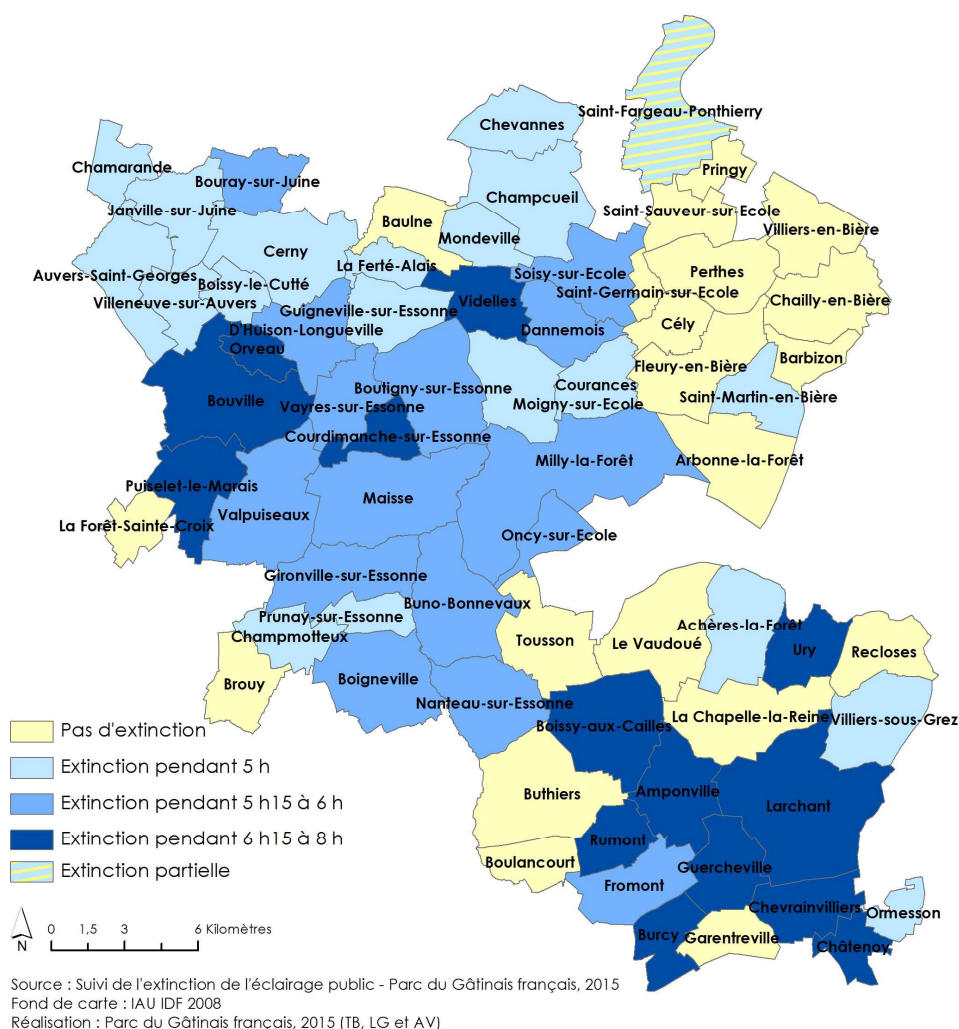 Saint-Fargeau-Ponthierry
Chevannes
Chamarande
Pringy
Bouray-sur-Juine
Champcueil
Janville-sur-Juine
Saint-Sauveur-sur-Ecole
Baulne
Villiers-en-Bière
Mondeville
Cerny
La Ferté-Alais
Perthes
Auvers-Saint-Georges
Soisy-sur-Ecole
Boissy-le-Cutté
Saint-Germain-sur-Ecole
Chailly-en-Bière
Villeneuve-sur-Auvers
Videlles
Guigneville-sur-Essonne
Cély
D'Huison-Longueville
Dannemois
Orveau
Barbizon
Fleury-en-Bière
Bouville
Boutigny-sur-Essonne
Courances
Saint-Martin-en-Bière
Vayres-sur-Essonne
Moigny-sur-Ecole
Courdimanche-sur-Essonne
Milly-la-Forêt
Arbonne-la-Forêt
Puiselet-le-Marais
Maisse
Valpuiseaux
La Forêt-Sainte-Croix
Oncy-sur-Ecole
Gironville-sur-Essonne
Buno-Bonnevaux
Prunay-sur-Essonne
Achères-la-Forêt
Champmotteux
Tousson
Le Vaudoué
Ury
Recloses
Boigneville
Brouy
Nanteau-sur-Essonne
La Chapelle-la-Reine
Villiers-sous-Grez
Boissy-aux-Cailles
Buthiers
Amponville
Larchant
Rumont
Boulancourt
Guercheville
Fromont
Chevrainvilliers
Ormesson
Burcy
Garentreville
Châtenoy
Pas d'extinction
Extinction pendant 5 h
Extinction pendant 5 h15 à 6 h
Extinction pendant 6 h15 à 8 h
Extinction partielle
N
0 1,5 3 6 Kilomètres
Source : Suivi de l'extinction de l'éclairage public - Parc du Gâtinais français, 2015
Fond de carte : IAU IDF 2008
Réalisation : Parc du Gâtinais français, 2015 (TB, LG et AV)